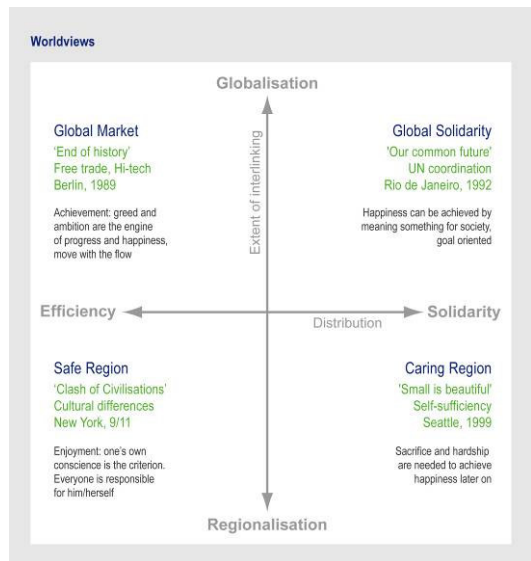 Worldviews
Globalisation
Global Market
'End of history'
Free trade, Hi-tech
Berlin, 1989
Achievement: greed and
ambition are the engine
of progress and happiness,
move with the flow
Extent of interlinking
Global Solidarity
'Our common future'
UN coordination
Rio de Janeiro, 1992
Happiness can be achieved by
meaning something for society,
goal oriented
Efficiency
Distribution
Solidarity
Safe Region
'Clash of Civilisations'
Cultural differences
New York, 9/11
Enjoyment: one's own
conscience is the criterion.
Everyone is responsible
for him/herself
Caring Region
'Small is beautiful'
Self-sufficiency
Seattle, 1999
Sacrifice and hardship
are needed to achieve
happiness later on
Regionalisation